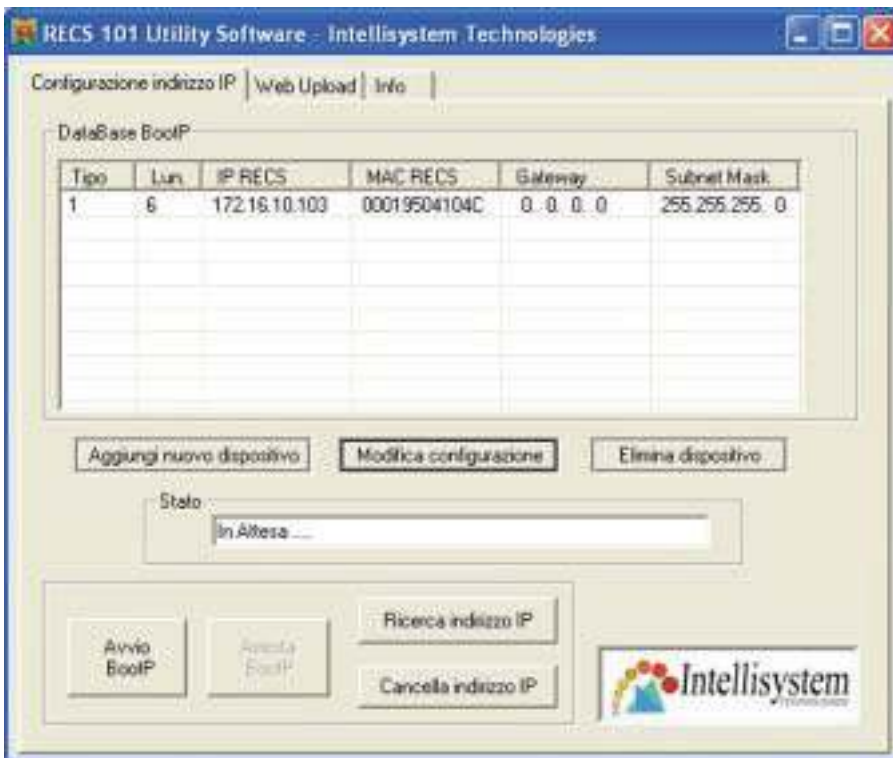 RECS 101 Utility Software - Intellisystem Technologies
Configurazione indirizzo IP Web Upload Info
DataBase BootP
Tipo Lun. IP RECS MAC RECS Gateway Subnet Mask
1 6 172.16.10.103 00019504104C 0. 0. 0. 0 255.255.255. 0
Aggiungi nuovo dispositivo Modifica configurazione Elimina dispositivo
Stato
In Attesa ....
Avvio BootP
Arresta BootP
Ricerca indirizzo IP
Cancella indirizzo IP
Intellisystem
Technologies